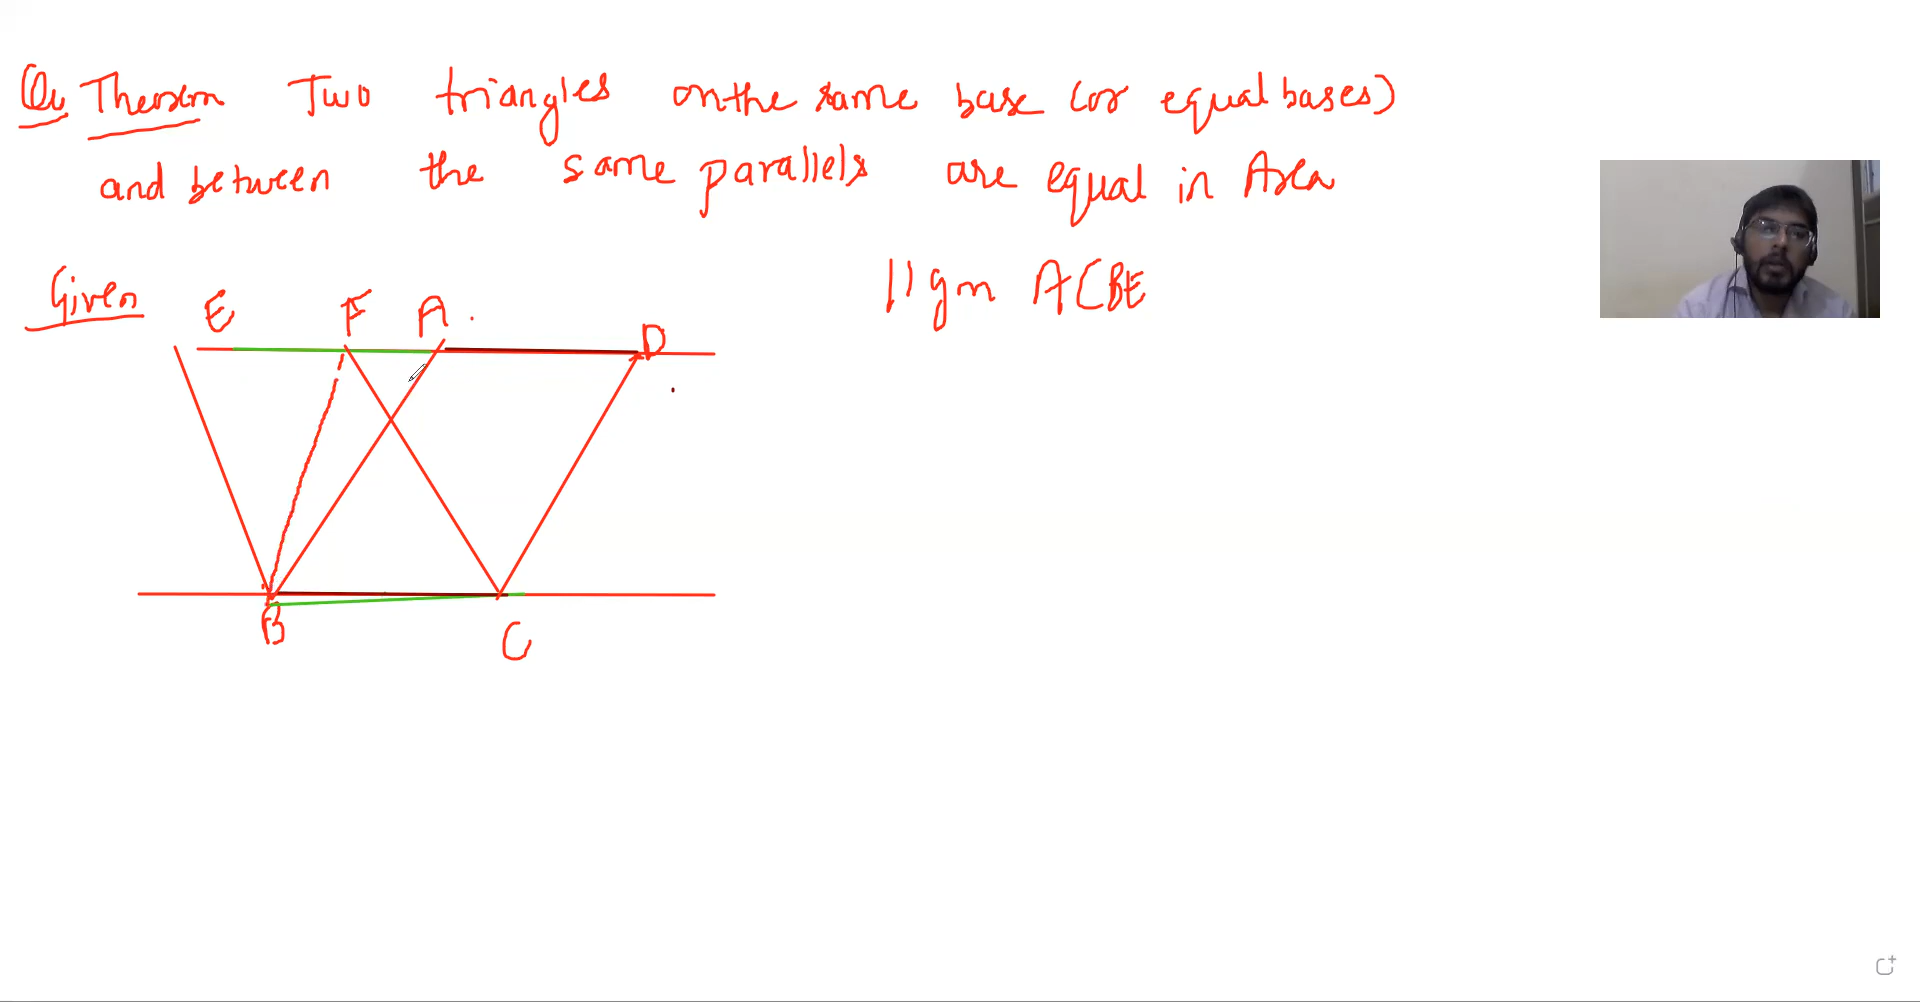 Qu Theorem Two triangles on the same base (or equal bases)
and between the same parallels are equal in Area
Given
||gm ACBE
E F A D
B C